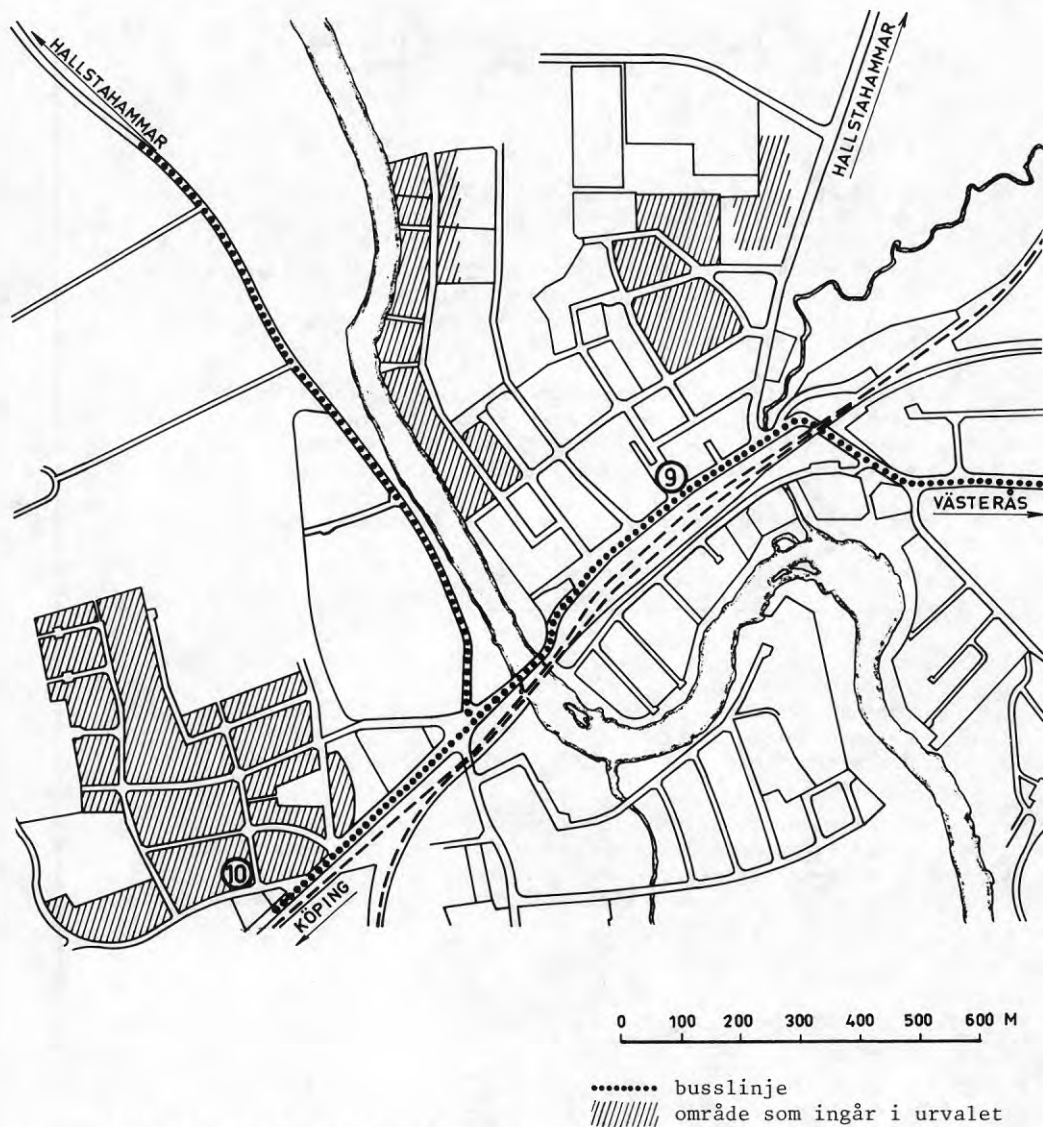 HALLSTAHAMMAR
HALLSTAHAMMAR
9
VÄSTERÅS
10
KÖPING
0 100 200 300 400 500 600 M
busslinje
område som ingår i urvalet